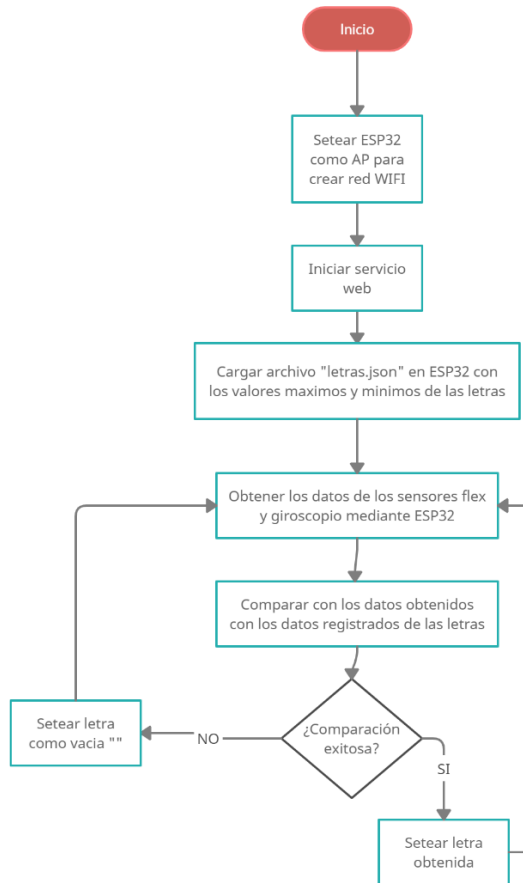 Inicio
Setear ESP32
como AP para
crear red WIFI
Iniciar servicio
web
Cargar archivo "letras.json" en ESP32 con
los valores maximos y minimos de las letras
Obtener los datos de los sensores flex
y giroscopio mediante ESP32
Comparar con los datos obtenidos
con los datos registrados de las letras
¿Comparación
exitosa?
NO
Setear letra
como vacia ""
SI
Setear letra
obtenida